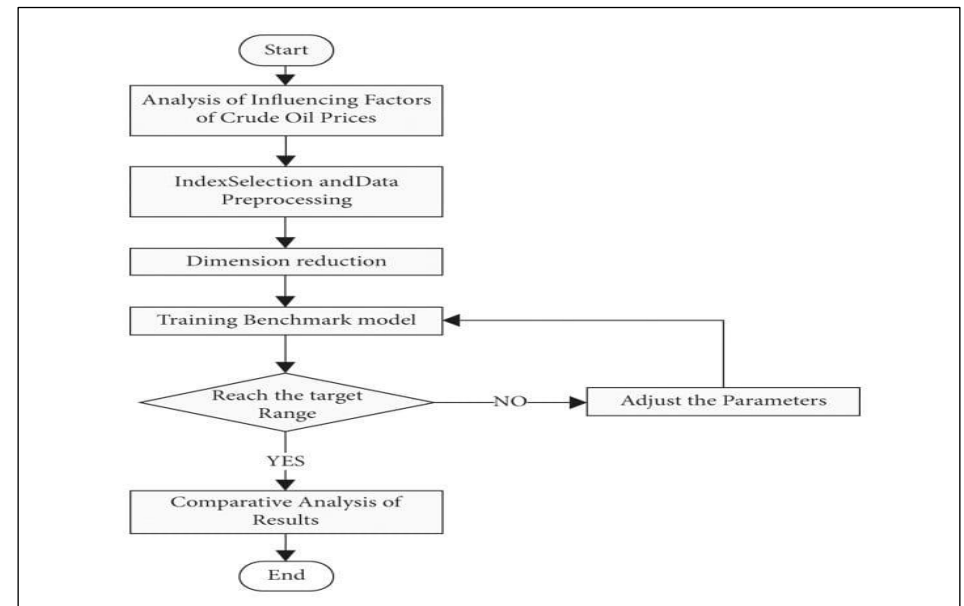 Start
Analysis of Influencing Factors
of Crude Oil Prices
IndexSelection andData
Preprocessing
Dimension reduction
Training Benchmark model
Reach the target
Range
NO
Adjust the Parameters
YES
Comparative Analysis of
Results
End